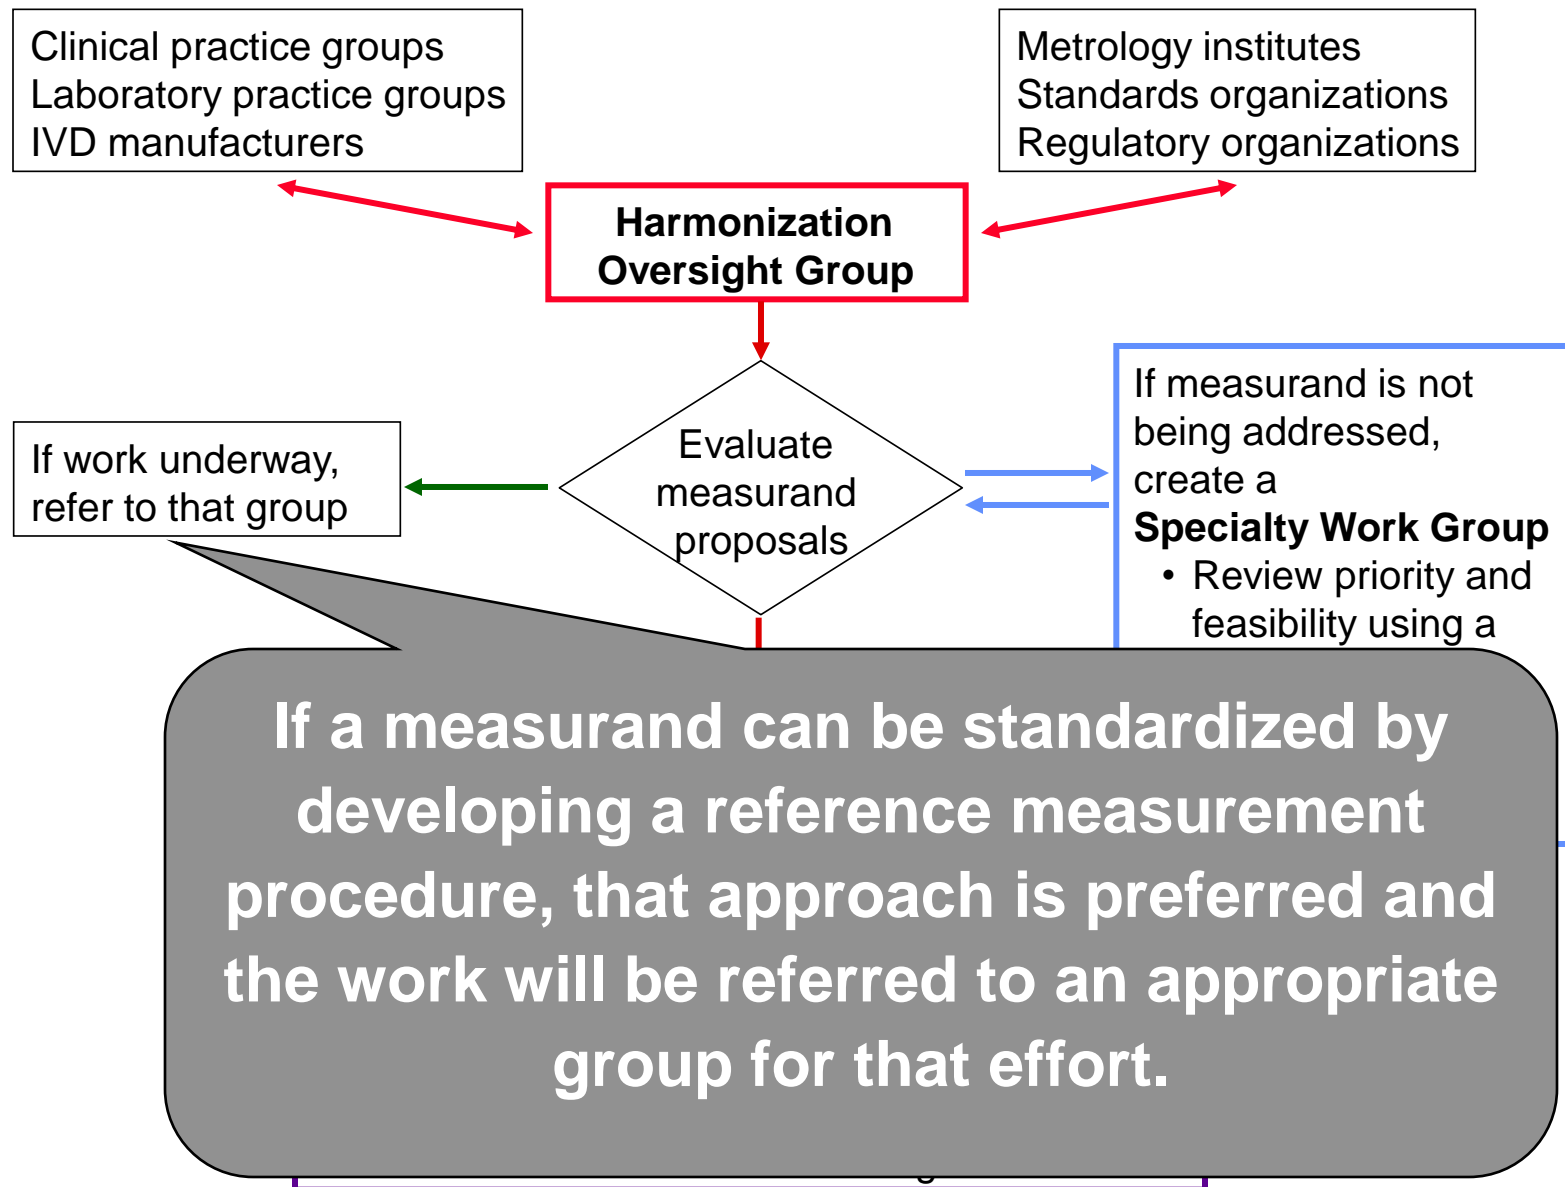 Clinical practice groups
Laboratory practice groups
IVD manufacturers
Metrology institutes
Standards organizations
Regulatory organizations
Harmonization
Oversight Group
If work underway,
refer to that group
Evaluate
measurand
proposals
If measurand is not
being addressed,
create a
Specialty Work Group
• Review priority and
feasibility using a
If a measurand can be standardized by
developing a reference measurement
procedure, that approach is preferred and
the work will be referred to an appropriate
group for that effort.